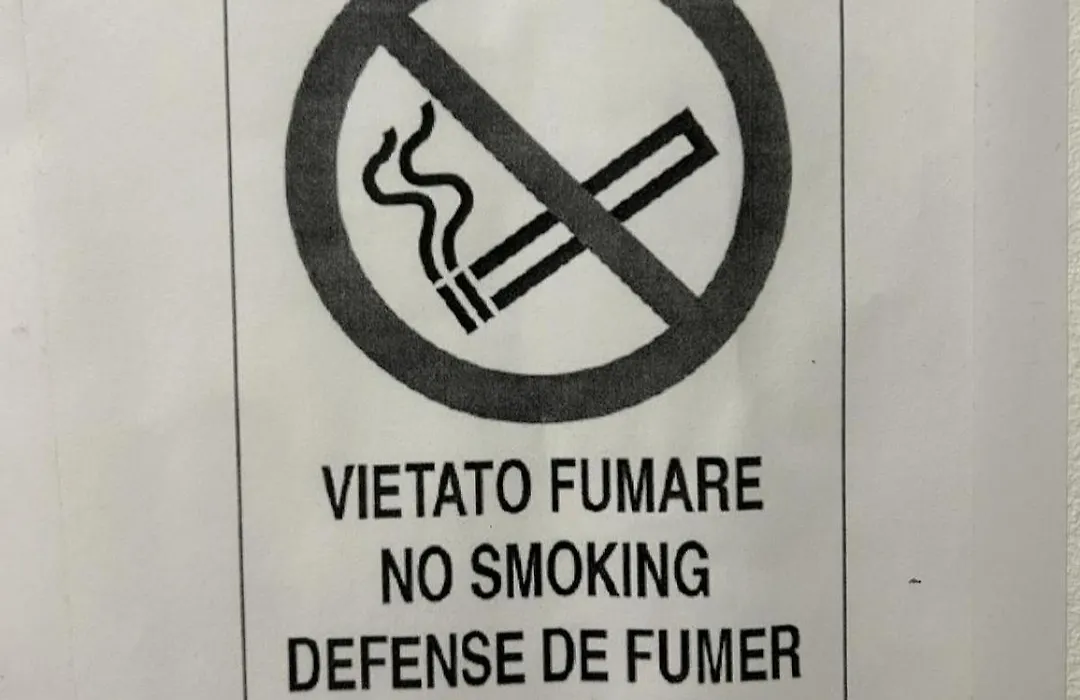 VIETATO FUMARE
NO SMOKING
DEFENSE DE FUMER